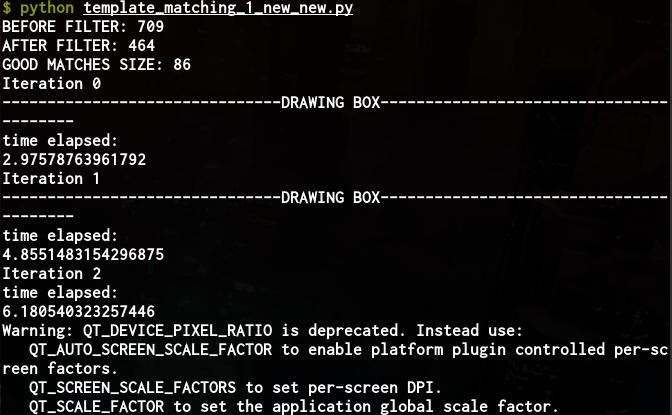 $ python template_matching_1_new_new.py
BEFORE FILTER: 709
AFTER FILTER: 464
GOOD MATCHES SIZE: 86
Iteration 0
-------------------------------DRAWING BOX--------------------------------
--------
time elapsed:
2.97578763961792
Iteration 1
-------------------------------DRAWING BOX--------------------------------
--------
time elapsed:
4.8551483154296875
Iteration 2
time elapsed:
6.180540323257446
Warning: QT_DEVICE_PIXEL_RATIO is deprecated. Instead use:
   QT_AUTO_SCREEN_SCALE_FACTOR to enable platform plugin controlled per-sc
reen factors.
   QT_SCREEN_SCALE_FACTORS to set per-screen DPI.
   QT_SCALE_FACTOR to set the application global scale factor.